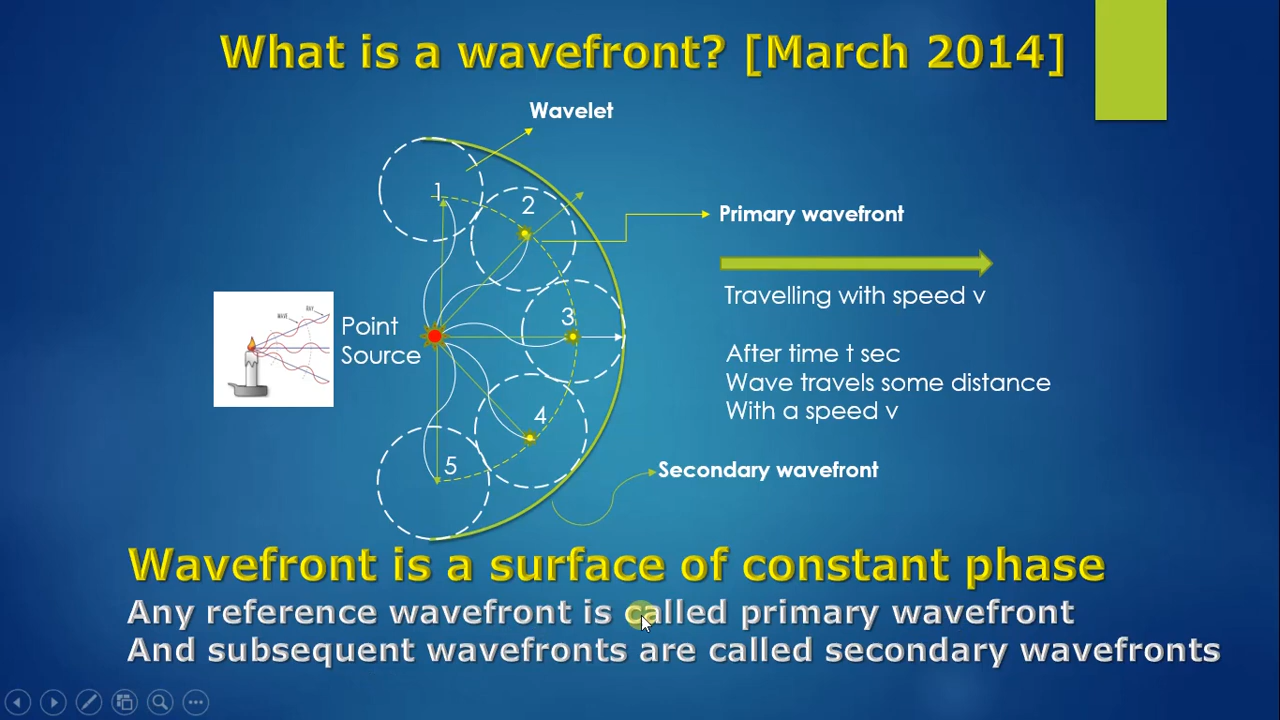 What is a wavefront? [March 2014]
Wavelet
1
2
Primary wavefront
Travelling with speed v
WAVE
RAY
Point
Source
3
After time t sec
Wave travels some distance
With a speed v
4
5
Secondary wavefront
Wavefront is a surface of constant phase
Any reference wavefront is called primary wavefront
And subsequent wavefronts are called secondary wavefronts